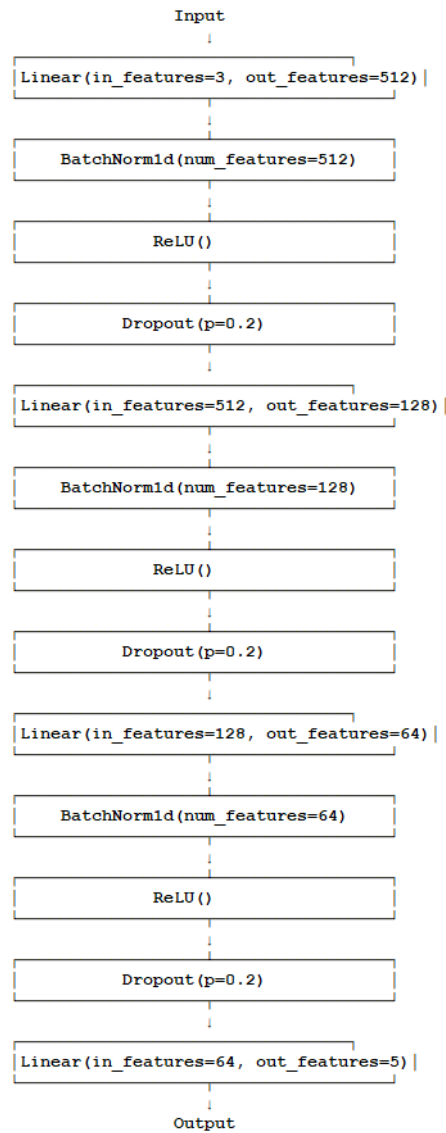 Input
Linear(in_features=3, out_features=512)
BatchNorm1d(num_features=512)
ReLU()
Dropout(p=0.2)
Linear(in_features=512, out_features=128)
BatchNorm1d(num_features=128)
ReLU()
Dropout(p=0.2)
Linear(in_features=128, out_features=64)
BatchNorm1d(num_features=64)
ReLU()
Dropout(p=0.2)
Linear(in_features=64, out_features=5)
Output